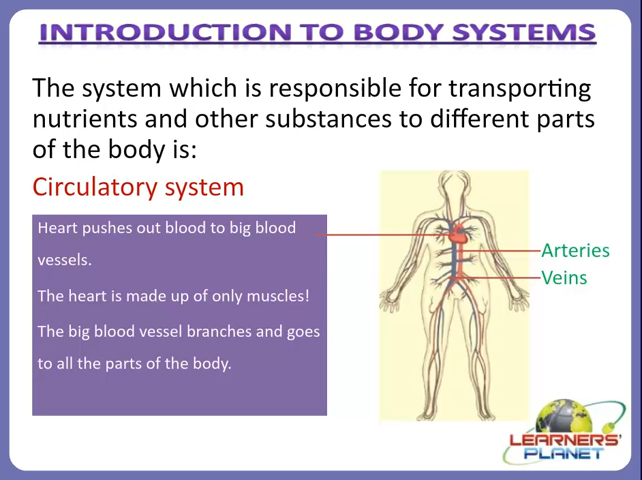 INTRODUCTION TO BODY SYSTEMS
The system which is responsible for transporting
nutrients and other substances to different parts
of the body is:
Circulatory system
Heart pushes out blood to big blood
vessels.
The heart is made up of only muscles!
The big blood vessel branches and goes
to all the parts of the body.
Arteries
Veins
LEARNERS'
PLANET